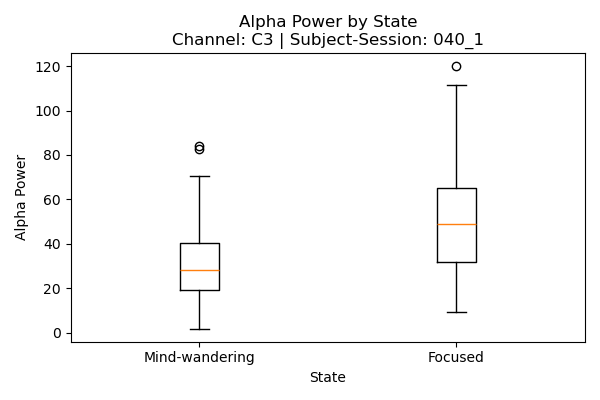 Alpha Power by State
Channel: C3 | Subject-Session: 040_1
120
100
80
60
40
20
0
Alpha Power
Mind-wandering
Focused
State